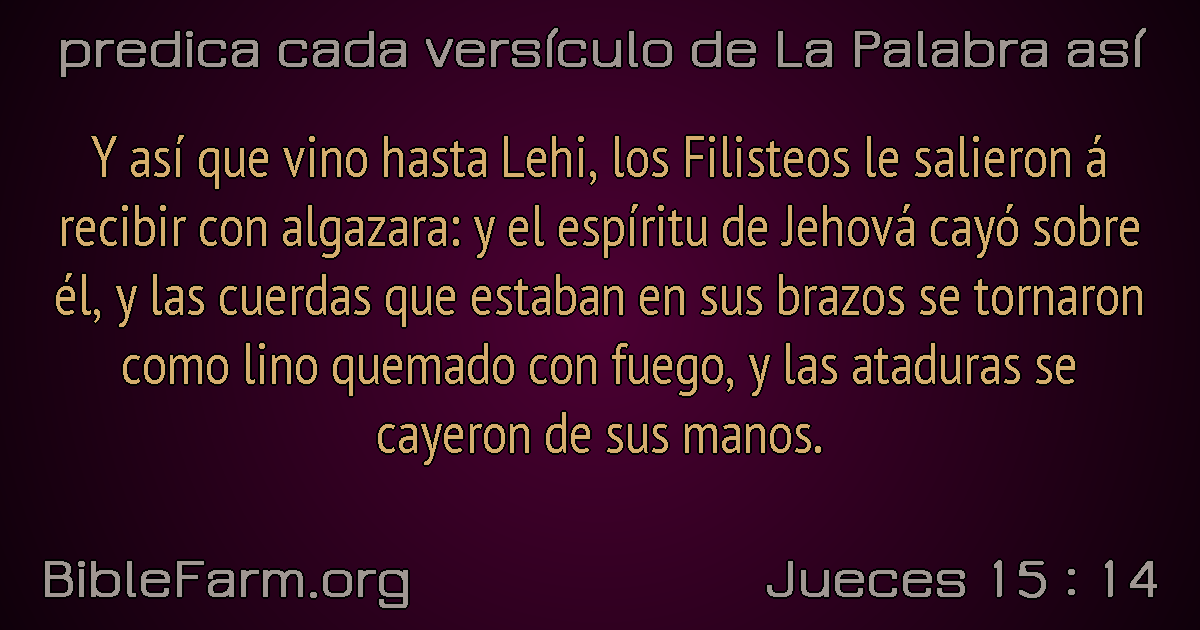 predica cada versículo de La Palabra así
Y así que vino hasta Lehi, los Filisteos le salieron á
recibir con algazara: y el espíritu de Jehová cayó sobre
él, y las cuerdas que estaban en sus brazos se tornaron
como lino quemado con fuego, y las ataduras se
cayeron de sus manos.
BibleFarm.org
Jueces 15 : 14